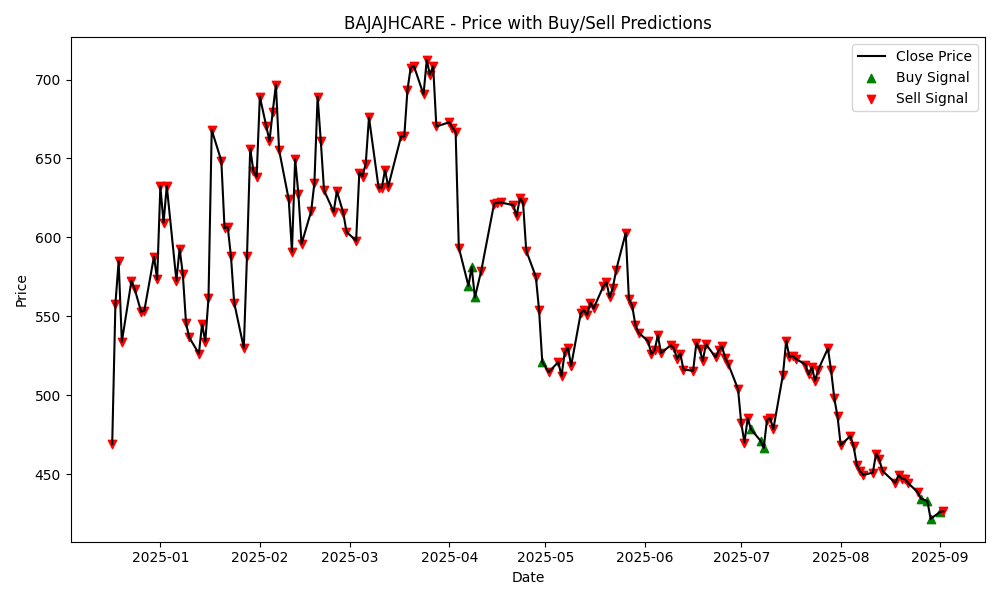 BAJAJHCARE - Price with Buy/Sell Predictions
Close Price
Buy Signal
Sell Signal
Price
700
650
600
550
500
450
2025-01 2025-02 2025-03 2025-04 2025-05 2025-06 2025-07 2025-08 2025-09
Date